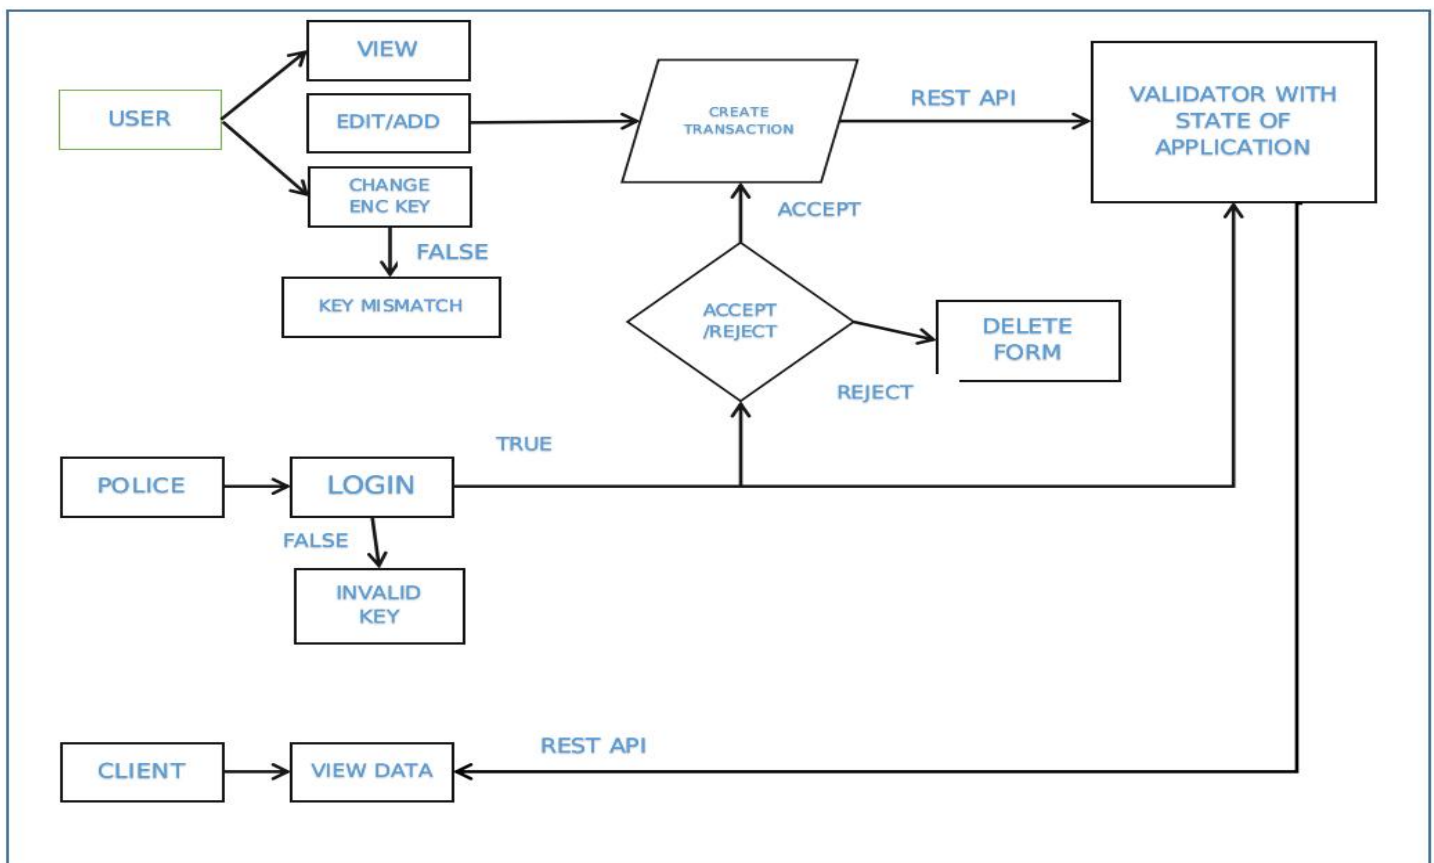 VIEW
USER
EDIT/ADD
CHANGE
ENC KEY
FALSE
KEY MISMATCH
CREATE
TRANSACTION
REST API
VALIDATOR WITH
STATE OF
APPLICATION
ACCEPT
ACCEPT
/REJECT
DELETE
FORM
REJECT
TRUE
POLICE
LOGIN
FALSE
INVALID
KEY
REST API
CLIENT
VIEW DATA